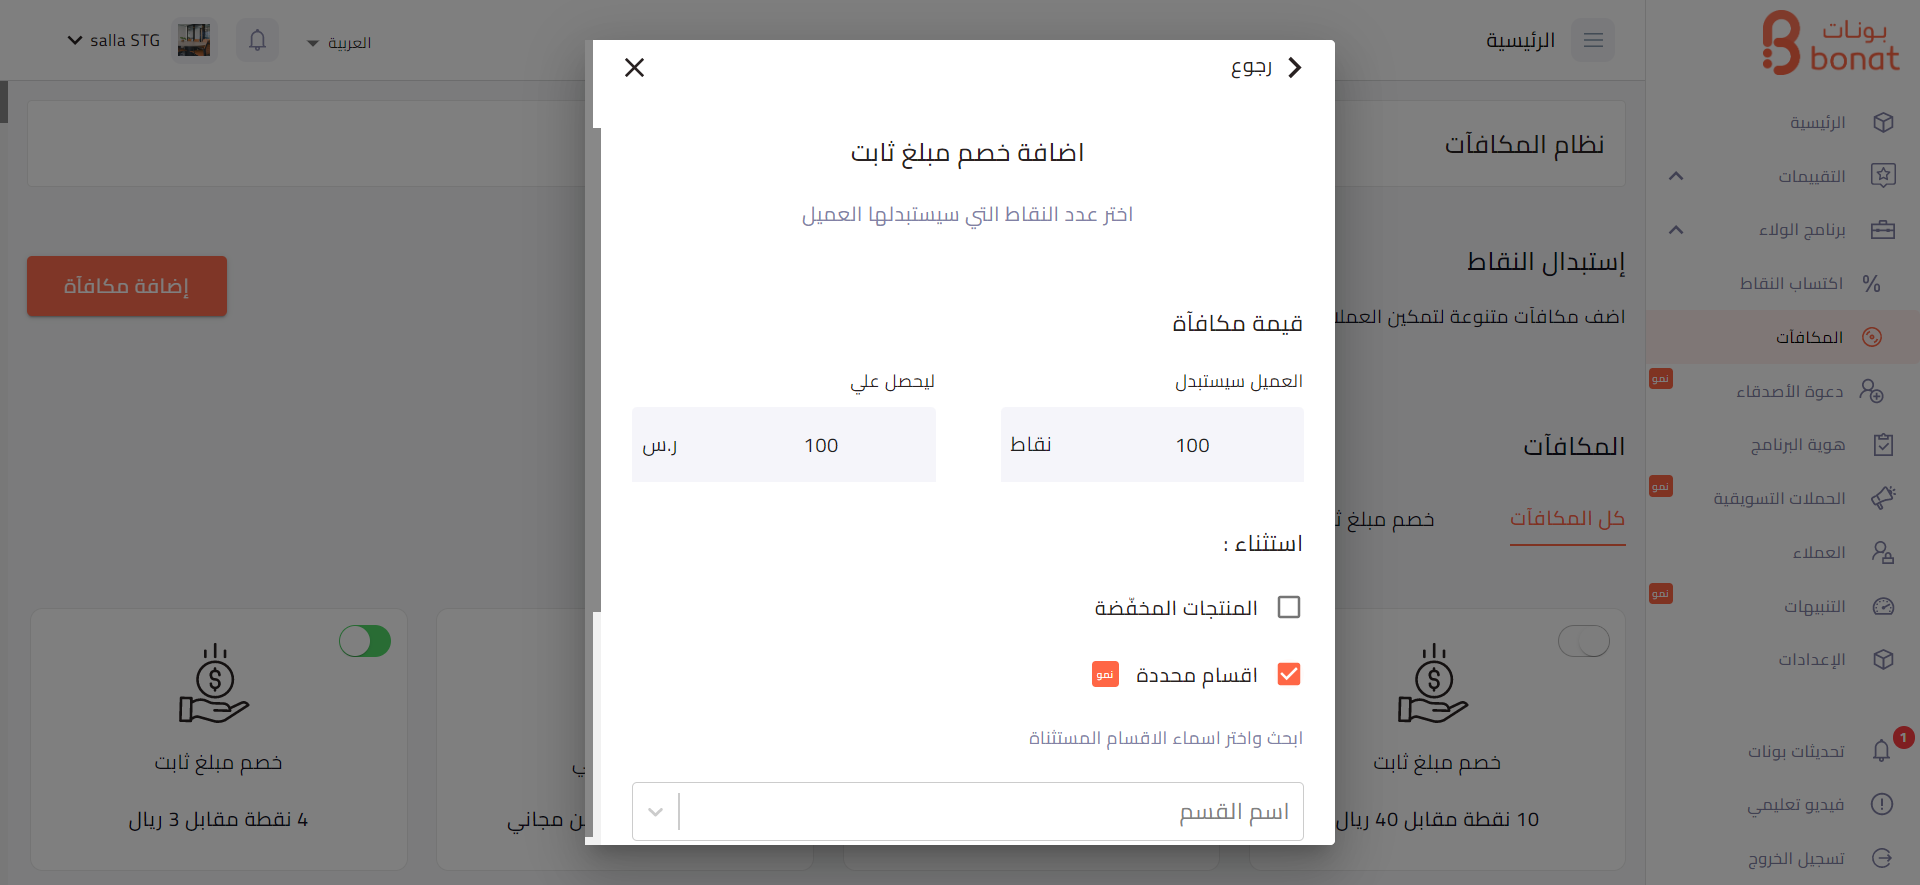 بونات
bonat
الرئيسية
العربية
salla STG
الرئيسية
التقييمات
برنامج الولاء
اكتساب النقاط
المكافآت
دعوة الأصدقاء
نمو
هوية البرنامج
الحملات التسويقية
نمو
العملاء
التنبيهات
نمو
الإعدادات
تحديثات بونات
1
فيديو تعليمي
تسجيل الخروج
نظام المكافآت
إستبدال النقاط
إضافة مكافآة
اضف مكافآت متنوعة لتمكين العملا
المكافآت
كل المكافآت
خصم مبلغ
خصم مبلغ ثابت
10 نقطة مقابل 40 ريال
مجاني
خصم مبلغ ثابت
4 نقطة مقابل 3 ريال
رجوع
اضافة خصم مبلغ ثابت
اختر عدد النقاط التي سيستبدلها العميل
قيمة مكافآة
العميل سيستبدل
ليحصل علي
100 نقاط
100 ر.س
استثناء :
المنتجات المخفّضة
اقسام محددة نمو
ابحث واختر اسماء الاقسام المستثناة
اسم القسم